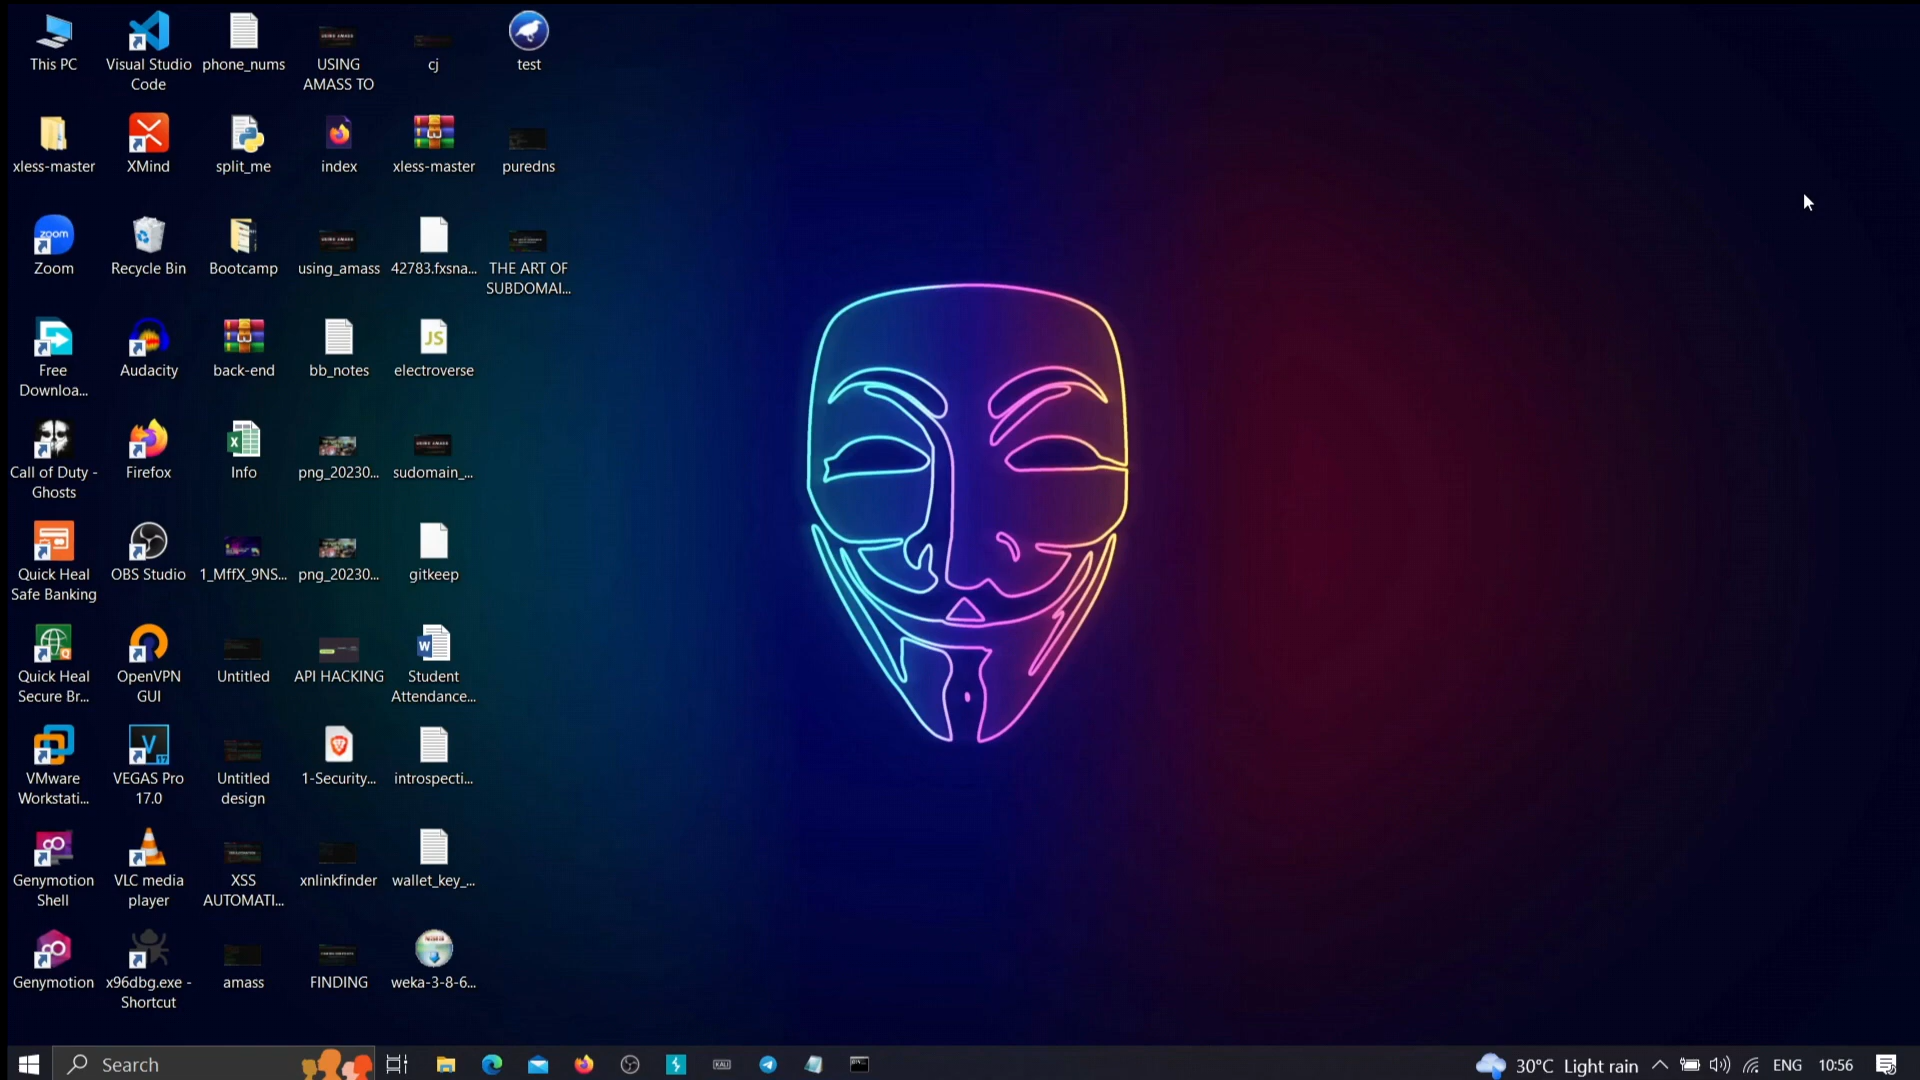 This PC
Visual Studio
Code
phone_nums
USING
AMASS TO
cj
test
xless-master
XMind
split_me
index
xless-master
puredns
zoom
Zoom
Recycle Bin
Bootcamp
using_amass
42783.fxsna...
THE ART OF
SUBDOMAI...
Free
Downloa...
Audacity
back-end
bb_notes
JS
electroverse
Call of Duty -
Ghosts
Firefox
Info
png_20230...
sudomain_...
Quick Heal
Safe Banking
OBS Studio
1_MffX_9NS...
png_20230...
gitkeep
Quick Heal
Secure Br...
OpenVPN
GUI
Untitled
API HACKING
Student
Attendance...
VMware
Workstati...
VEGAS Pro
17.0
Untitled
design
1-Security...
introspecti...
Genymotion
Shell
VLC media
player
XSS
AUTOMATI...
xnlinkfinder
wallet_key_...
Genymotion
x96dbg.exe -
Shortcut
amass
FINDING
weka-3-8-6...
Search
30°C Light rain
ENG
10:56